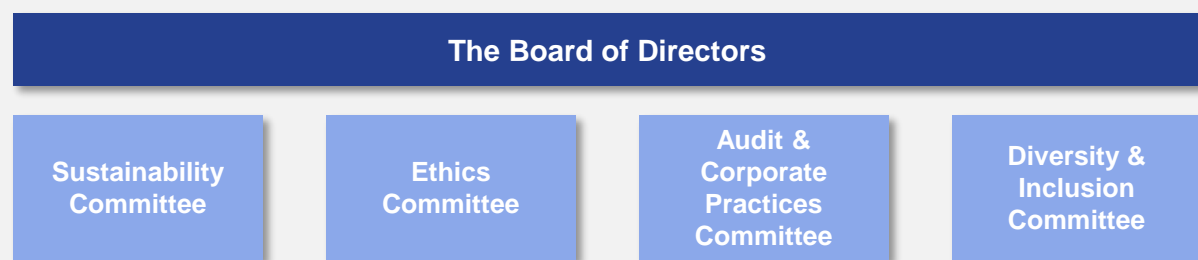 The Board of Directors
Sustainability
Committee
Ethics
Committee
Audit &
Corporate
Practices
Committee
Diversity &
Inclusion
Committee